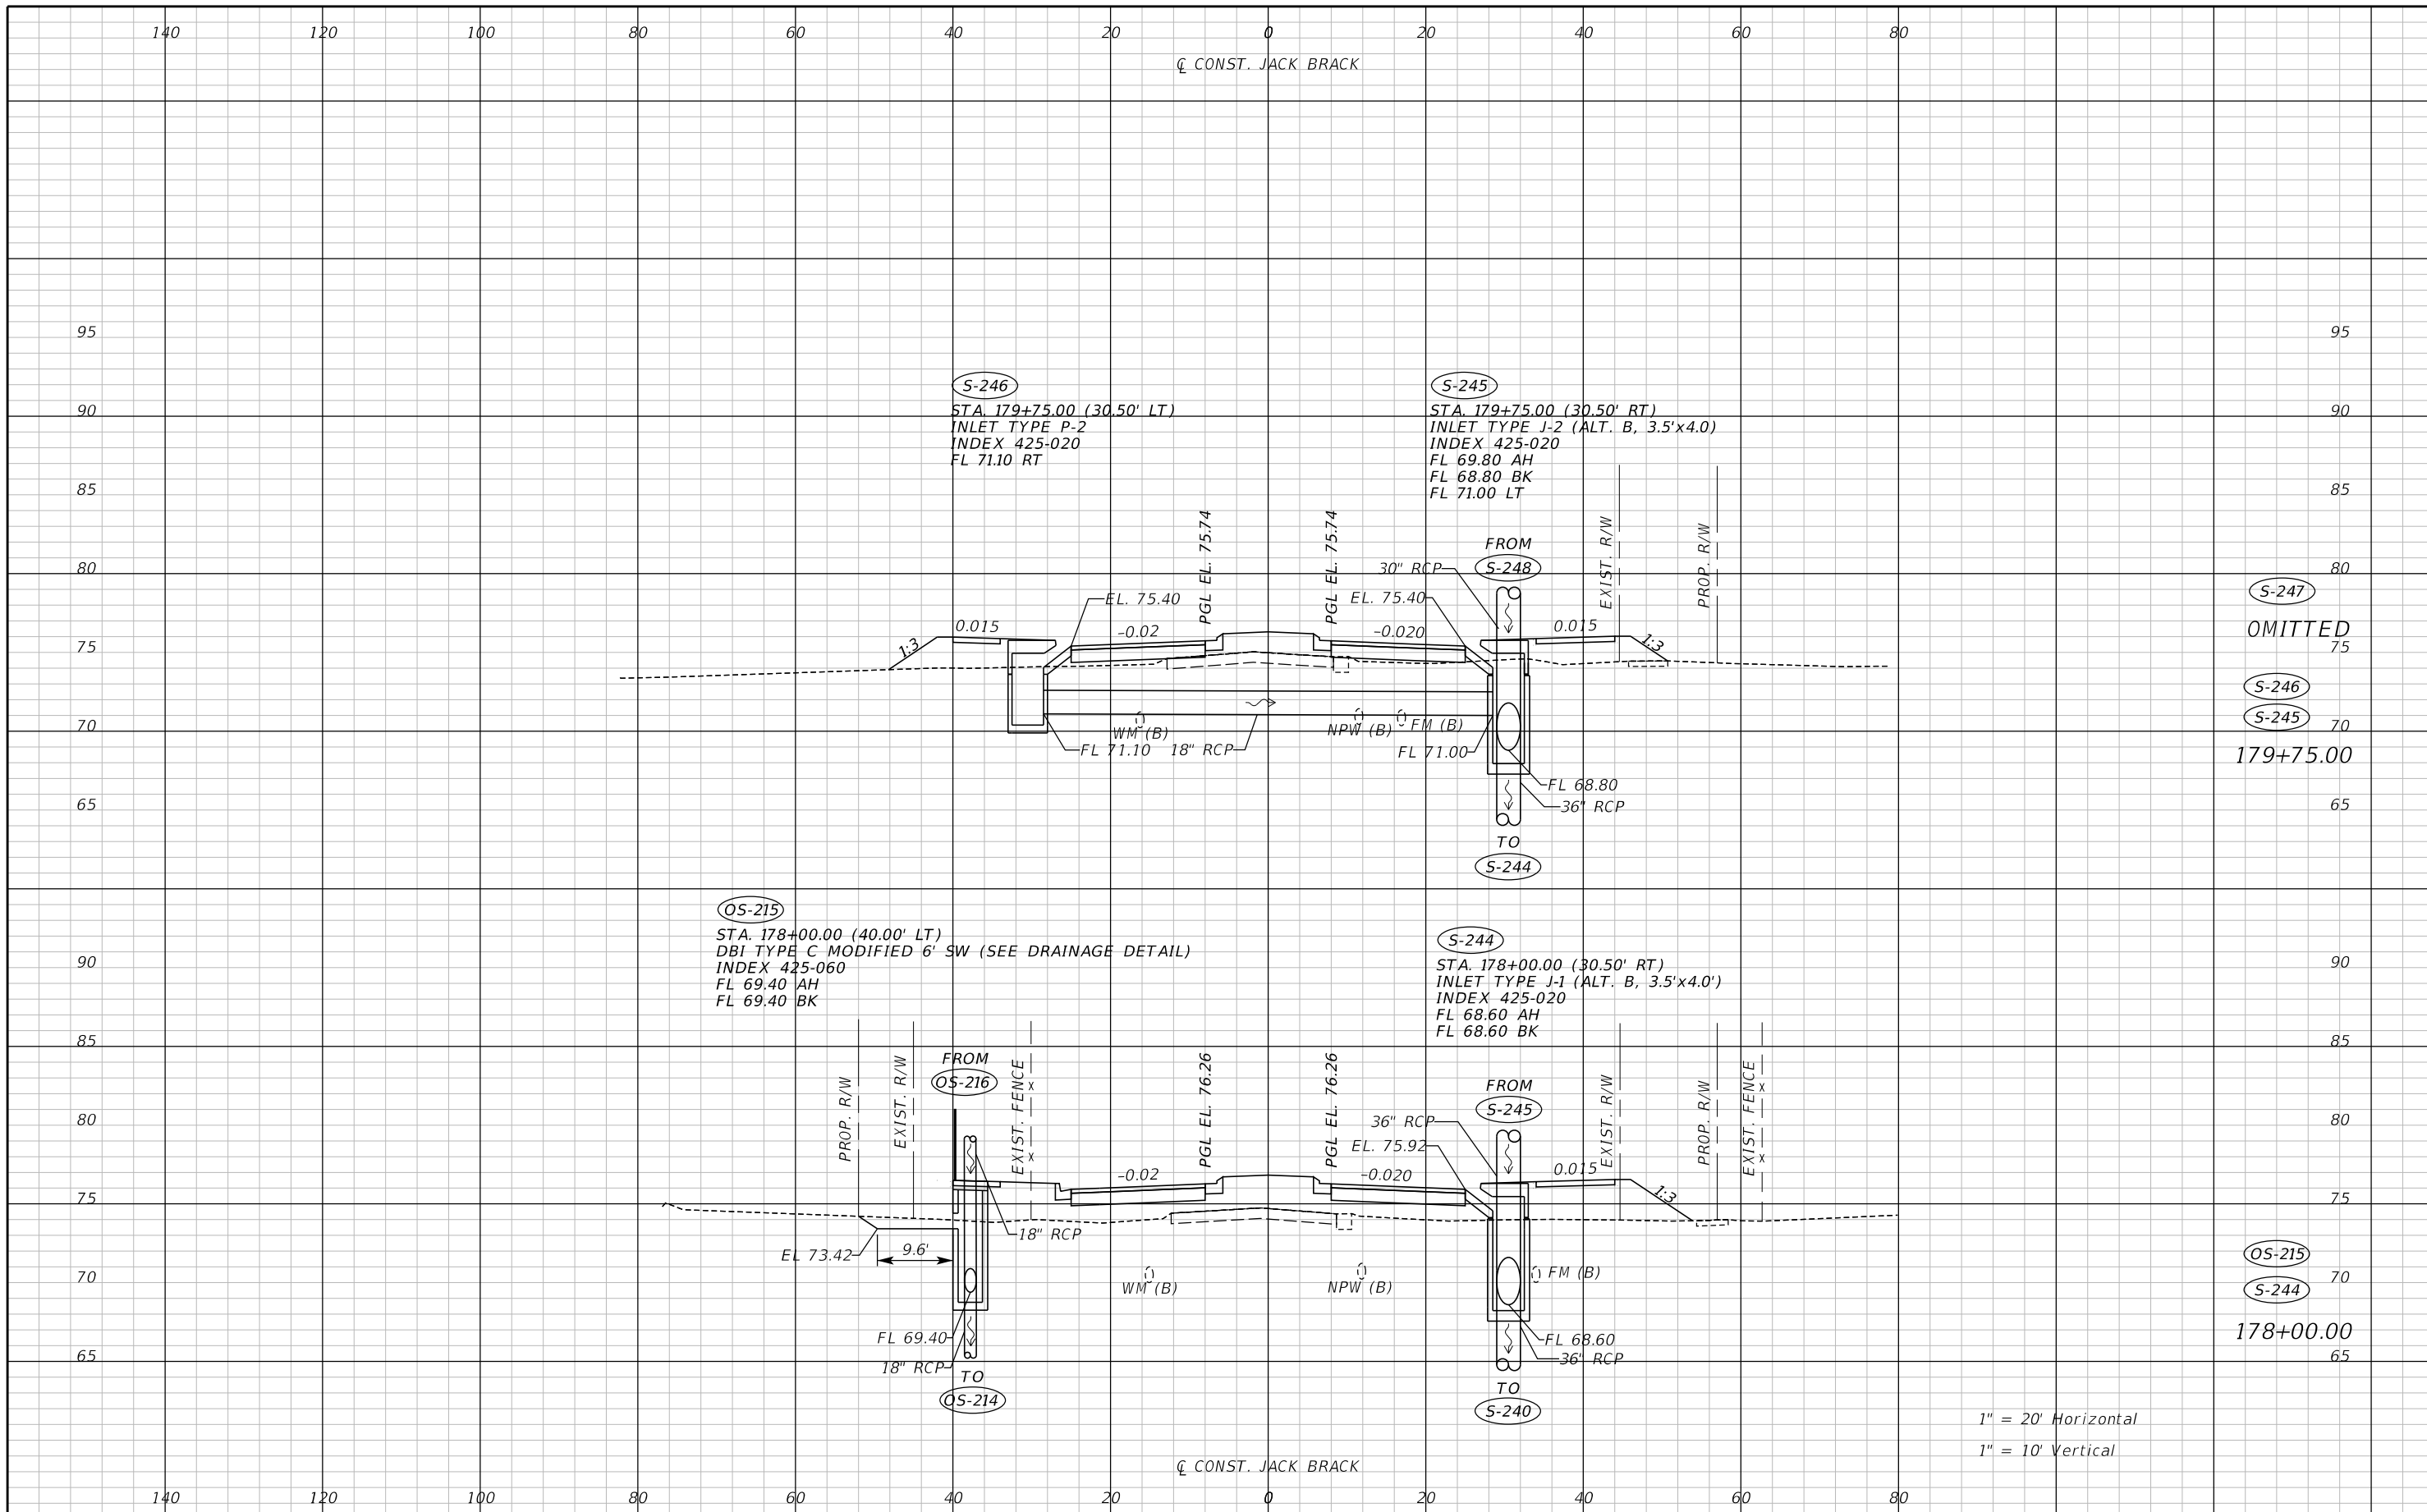 140 120 100 80 60 40 20 0 20 40 60 80
℄ CONST. JACK BRACK
95 95
S-246
STA. 179+75.00 (30.50' LT)
INLET TYPE P-2
INDEX 425-020
FL 71.10 RT
S-245
STA. 179+75.00 (30.50' RT)
INLET TYPE J-2 (ALT. B, 3.5'x4.0)
INDEX 425-020
FL 69.80 AH
FL 68.80 BK
FL 71.00 LT
90 90
85 85
PGL EL. 75.74
PGL EL. 75.74
EXIST. R/W
PROP. R/W
FROM
S-248
30" RCP
80 80
S-247
OMITTED
EL. 75.40
EL. 75.40
1:3
0.015
-0.02
-0.020
0.015
1:3
75 75
S-246
S-245
179+75.00
WM (B)
NPW (B)
FM (B)
70 70
FL 71.10
18" RCP
FL 71.00
FL 68.80
36" RCP
65 65
TO
S-244
OS-215
STA. 178+00.00 (40.00' LT)
DBI TYPE C MODIFIED 6' SW (SEE DRAINAGE DETAIL)
INDEX 425-060
FL 69.40 AH
FL 69.40 BK
S-244
STA. 178+00.00 (30.50' RT)
INLET TYPE J-1 (ALT. B, 3.5'x4.0')
INDEX 425-020
FL 68.60 AH
FL 68.60 BK
90 90
85 85
PROP. R/W
EXIST. R/W
FROM
OS-216
EXIST. FENCE
X
X
PGL EL. 76.26
PGL EL. 76.26
FROM
S-245
36" RCP
EL. 75.92
EXIST. R/W
PROP. R/W
EXIST. FENCE
X
X
80 80
-0.02
-0.020
0.015
1:3
75 75
18" RCP
EL 73.42
9.6'
WM (B)
NPW (B)
FM (B)
OS-215
S-244
178+00.00
70 70
FL 69.40
18" RCP
FL 68.60
36" RCP
65 65
TO
OS-214
TO
S-240
1" = 20' Horizontal
1" = 10' Vertical
℄ CONST. JACK BRACK
140 120 100 80 60 40 20 0 20 40 60 80